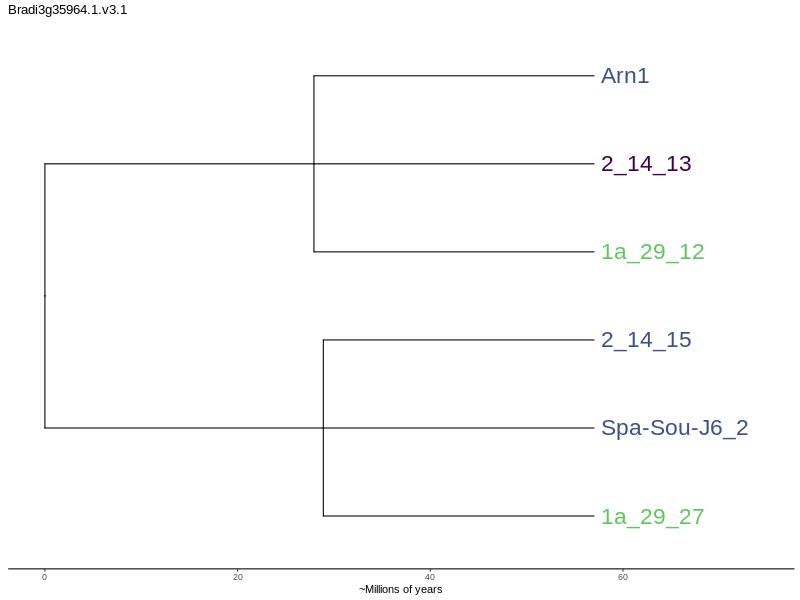 Bradi3g35964.1.v3.1
Arn1
2_14_13
1a_29_12
2_14_15
Spa-Sou-J6_2
1a_29_27
0 20 40 60
~Millions of years